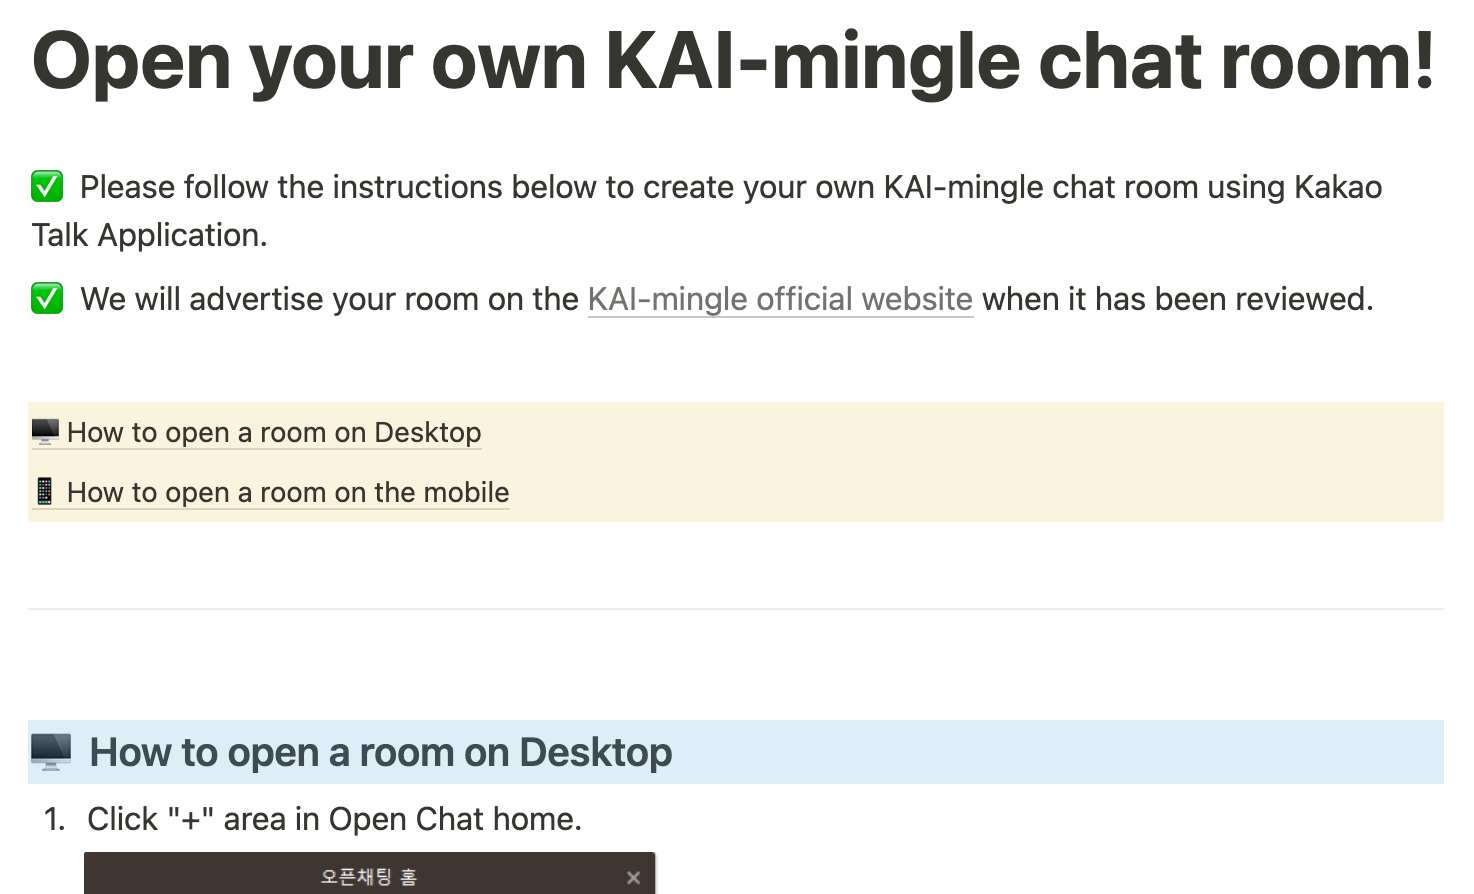 Open your own KAI-mingle chat room!
✅ Please follow the instructions below to create your own KAI-mingle chat room using Kakao
Talk Application.
✅ We will advertise your room on the KAI-mingle official website when it has been reviewed.
🖥️ How to open a room on Desktop
📱 How to open a room on the mobile
🖥️ How to open a room on Desktop
1. Click "+" area in Open Chat home.
오픈채팅 홈 ×